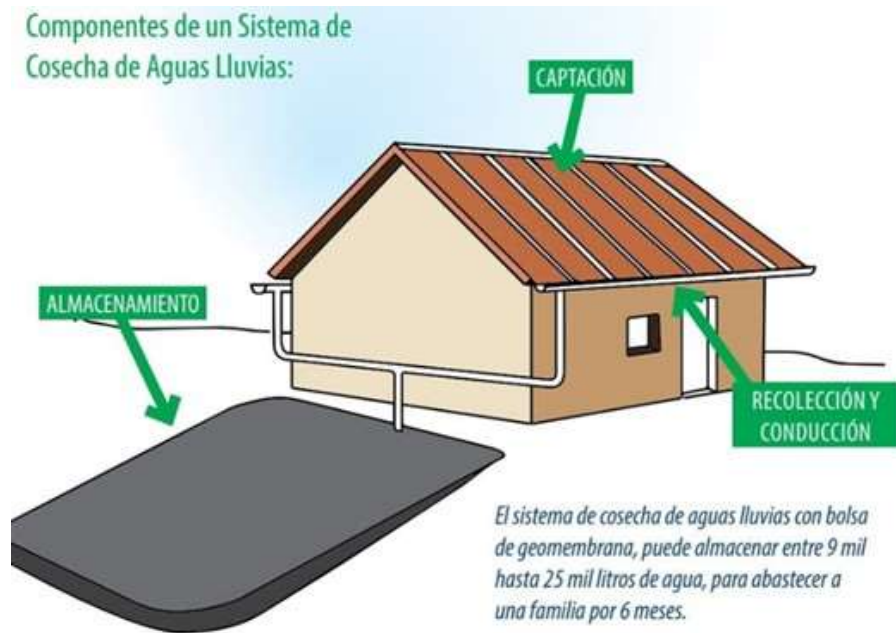 Componentes de un Sistema de
Cosecha de Aguas Lluvias:
CAPTACIÓN
ALMACENAMIENTO
RECOLECCIÓN Y
CONDUCCIÓN
El sistema de cosecha de aguas lluvias con bolsa
de geomembrana, puede almacenar entre 9 mil
hasta 25 mil litros de agua, para abastecer a
una familia por 6 meses.